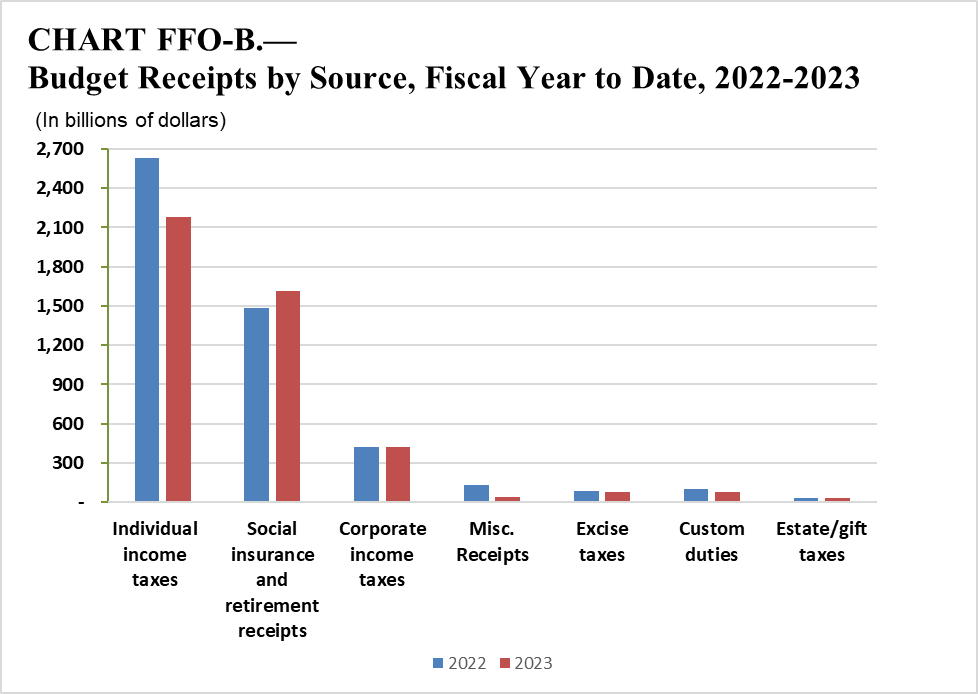 CHART FFO-B.—
Budget Receipts by Source, Fiscal Year to Date, 2022-2023
(In billions of dollars)
2,700
2,400
2,100
1,800
1,500
1,200
900
600
300
-
Individual
income
taxes
Social
insurance
and
retirement
receipts
Corporate
income
taxes
Misc.
Receipts
Excise
taxes
Custom
duties
Estate/gift
taxes
2022 2023